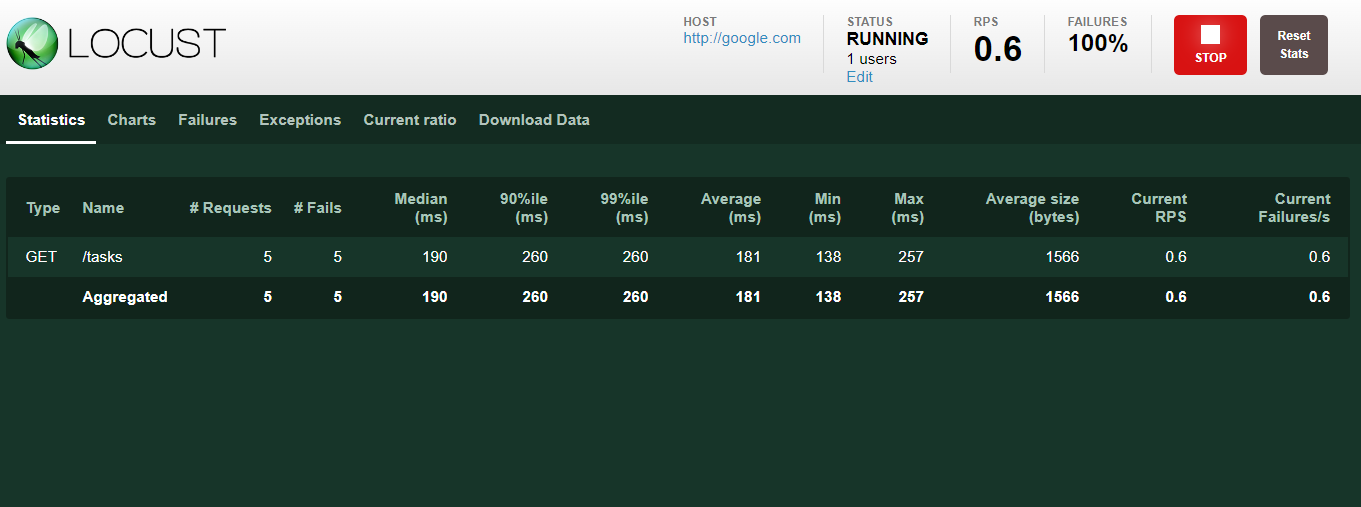 LOCUST
HOST
http://google.com
STATUS
RUNNING
1 users
Edit
RPS
0.6
FAILURES
100%
STOP
Reset
Stats
Statistics Charts Failures Exceptions Current ratio Download Data
Type Name # Requests # Fails Median (ms) 90%ile (ms) 99%ile (ms) Average (ms) Min (ms) Max (ms) Average size (bytes) Current RPS Current Failures/s
GET /tasks 5 5 190 260 260 181 138 257 1566 0.6 0.6
Aggregated 5 5 190 260 260 181 138 257 1566 0.6 0.6